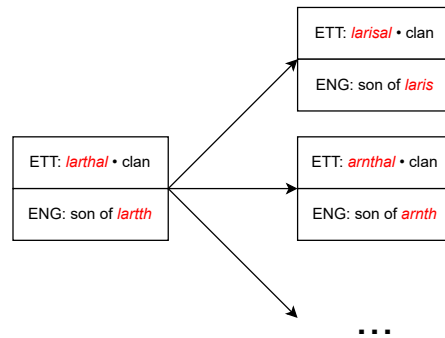 ETT: larisal • clan
ENG: son of laris
ETT: larthal • clan
ENG: son of lartth
ETT: arnthal • clan
ENG: son of arnth
...